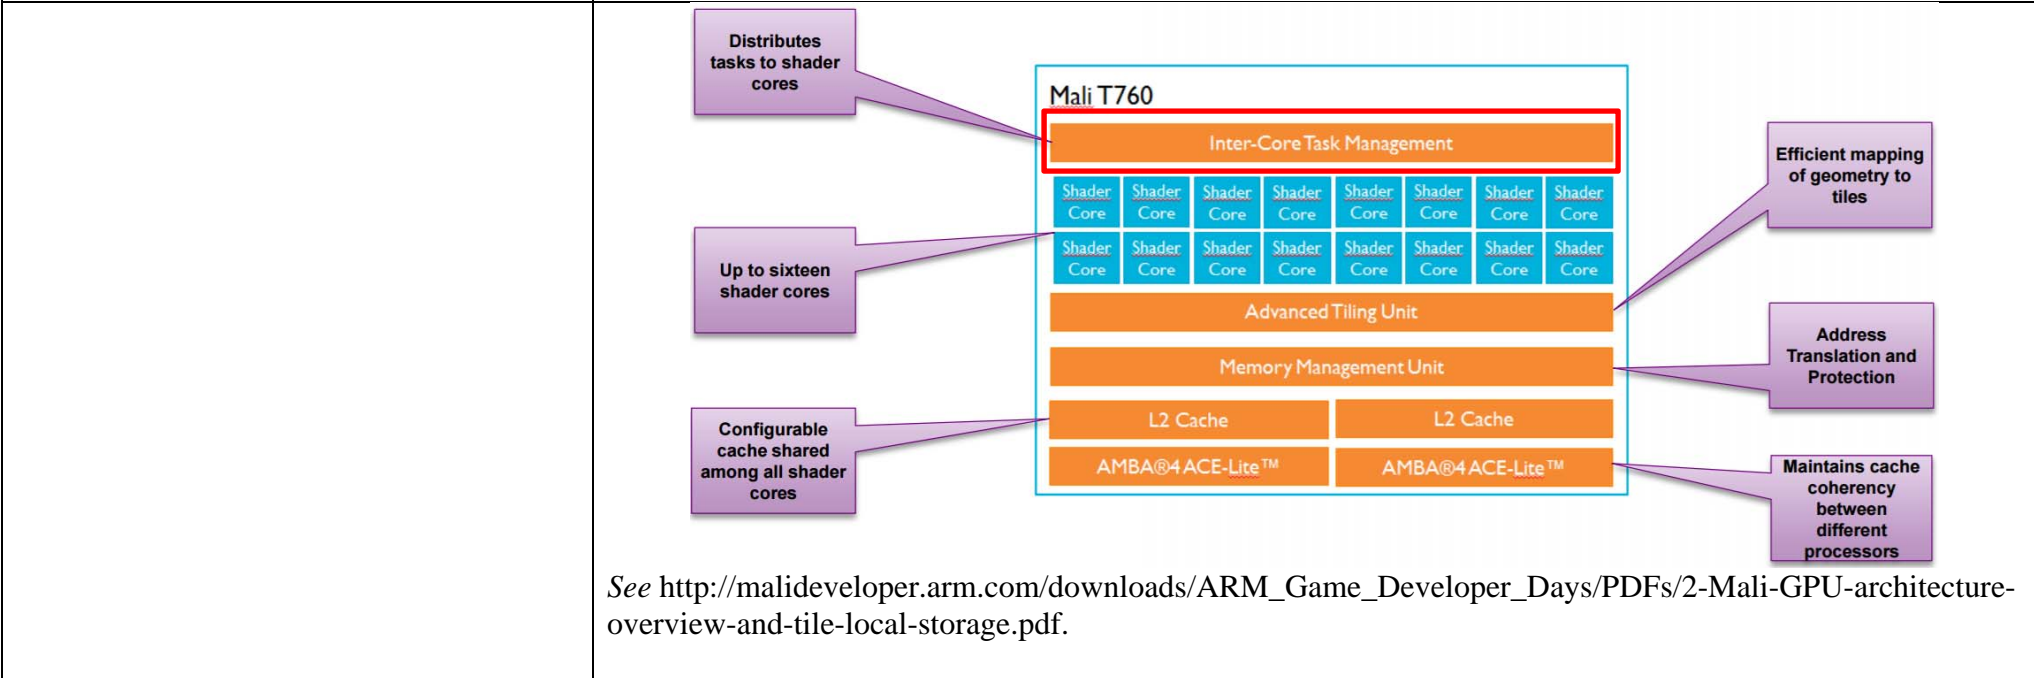 Distributes
tasks to shader
cores
Mali T760
Inter-Core Task Management
Efficient mapping
of geometry to
tiles
Shader Shader Shader Shader Shader Shader Shader Shader
Core Core Core Core Core Core Core Core
Up to sixteen
shader cores
Shader Shader Shader Shader Shader Shader Shader Shader
Core Core Core Core Core Core Core Core
Advanced Tiling Unit
Address
Translation and
Protection
Memory Management Unit
Configurable
cache shared
among all shader
cores
L2 Cache L2 Cache
AMBA®4 ACE-Lite™ AMBA®4 ACE-Lite™
Maintains cache
coherency
between
different
processors
See http://malideveloper.arm.com/downloads/ARM_Game_Developer_Days/PDFs/2-Mali-GPU-architecture-
overview-and-tile-local-storage.pdf.